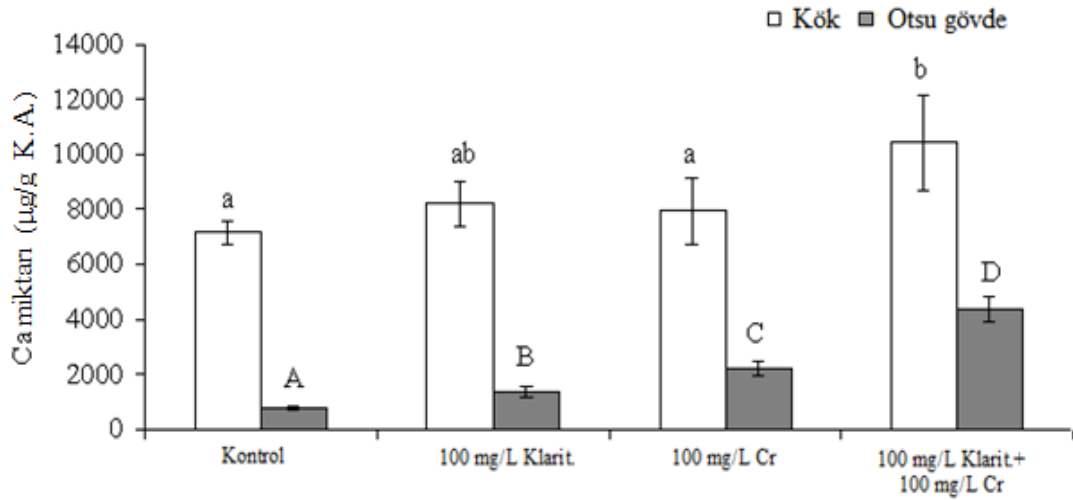 Kök Otsu gövde
14000
12000
10000
8000
6000
4000
2000
0
Ca miktarı (µg/g K.A.)
a
A
ab
B
a
C
b
D
Kontrol
100 mg/L Klarit.
100 mg/L Cr
100 mg/L Klarit.+
100 mg/L Cr